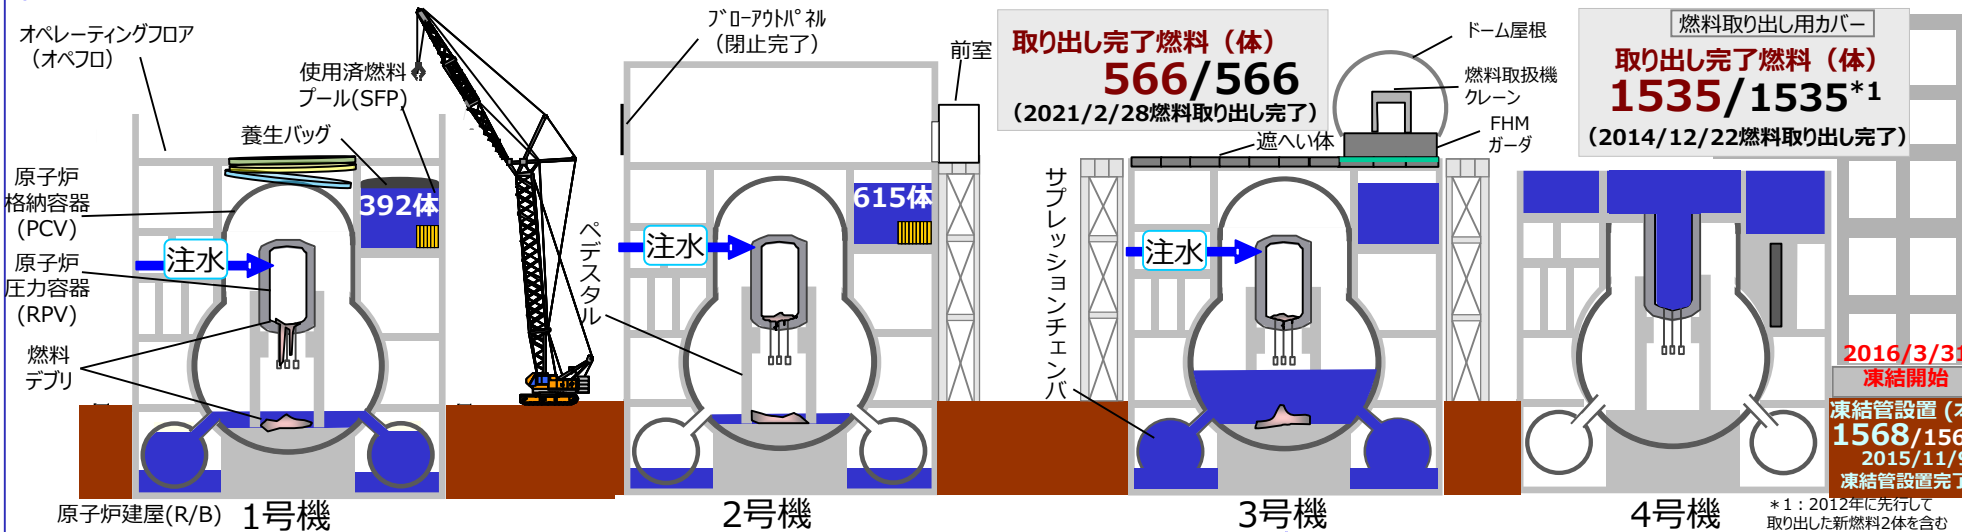 オペレーティングフロア
(オペフロ)
使用済燃料
プール(SFP)
養生バッグ
原子炉
格納容器
(PCV)
392体
注水
原子炉
圧力容器
(RPV)
燃料
デブリ
原子炉建屋(R/B)
1号機
ブローアウトパネル
(閉止完了)
前室
615体
注水
ペデスタル
2号機
取り出し完了燃料（体）
566/566
(2021/2/28燃料取り出し完了)
ドーム屋根
燃料取扱機
クレーン
FHM
ガーダ
遮へい体
注水
サプレッションチェンバ
3号機
燃料取り出し用カバー
取り出し完了燃料（体）
1535/1535*1
(2014/12/22燃料取り出し完了)
2016/3/31
凍結開始
凍結管設置 (
1568/156
2015/11/9
凍結管設置完了
4号機
*1：2012年に先行して
取り出した新燃料2体を含む